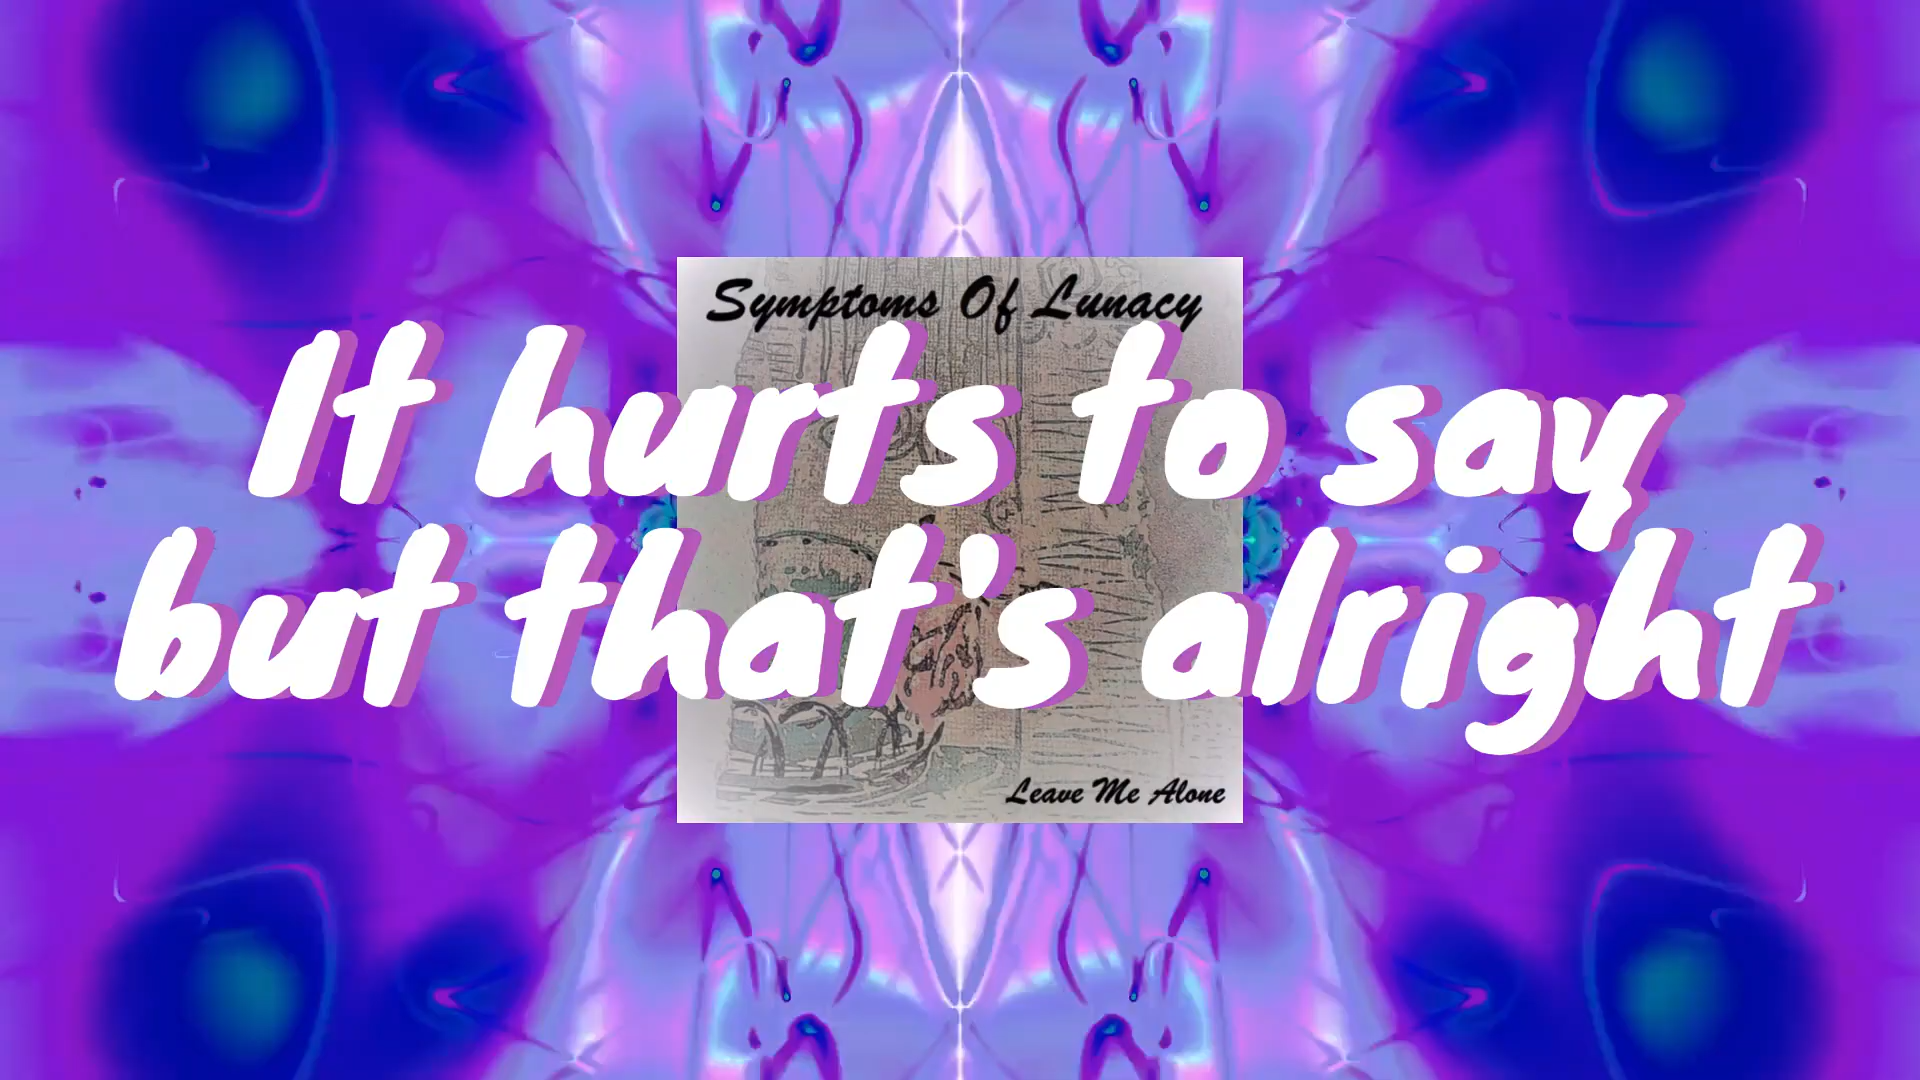 Symptoms Of Lunacy
It hurts to say
but that's alright
Leave Me Alone